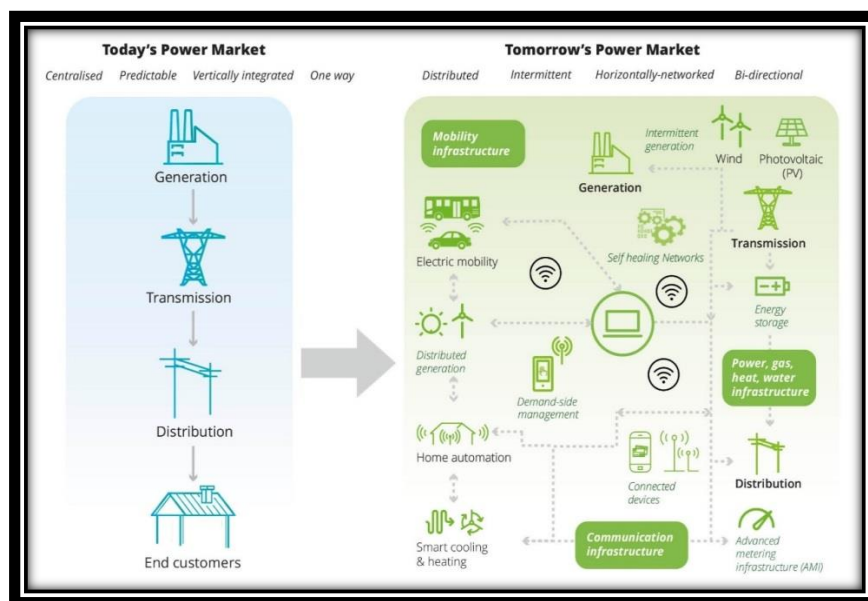 Today's Power Market
Centralised Predictable Vertically integrated One way
Generation
Transmission
Distribution
End customers
Tomorrow's Power Market
Distributed Intermittent Horizontally-networked Bi-directional
Mobility
infrastructure
Intermittent
generation
Generation
Wind
Photovoltaic
(PV)
Electric mobility
Self healing Networks
Transmission
Energy
storage
Distributed
generation
Demand-side
management
Power, gas,
heat, water
infrastructure
Home automation
Connected
devices
Distribution
Smart cooling
& heating
Communication
infrastructure
Advanced
metering
infrastructure (AMI)